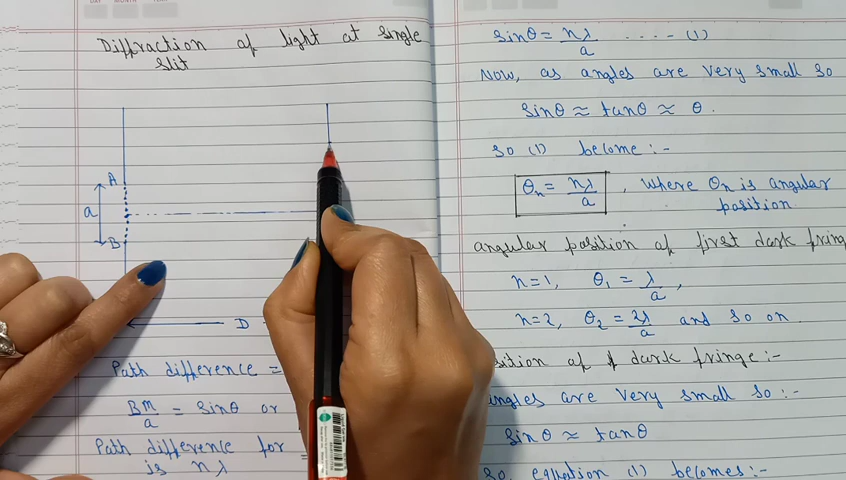 Diffraction of light at single
slit
A
a
B
D
Path difference =
BM/a = sinθ or
Path difference for =
is nλ
sinθ = nλ/a ..... (1)
Now, as angles are very small so
sinθ ≈ tanθ ≈ θ.
so (1) become :-
θn = nλ/a , where θn is angular
position
angular position of first dark fringe
n=1, θ1 = λ/a ,
n=2, θ2 = 2λ/a and so on
sition of dark fringe :-
angles are very small so :-
sinθ ≈ tanθ
So, equation (1) becomes:-